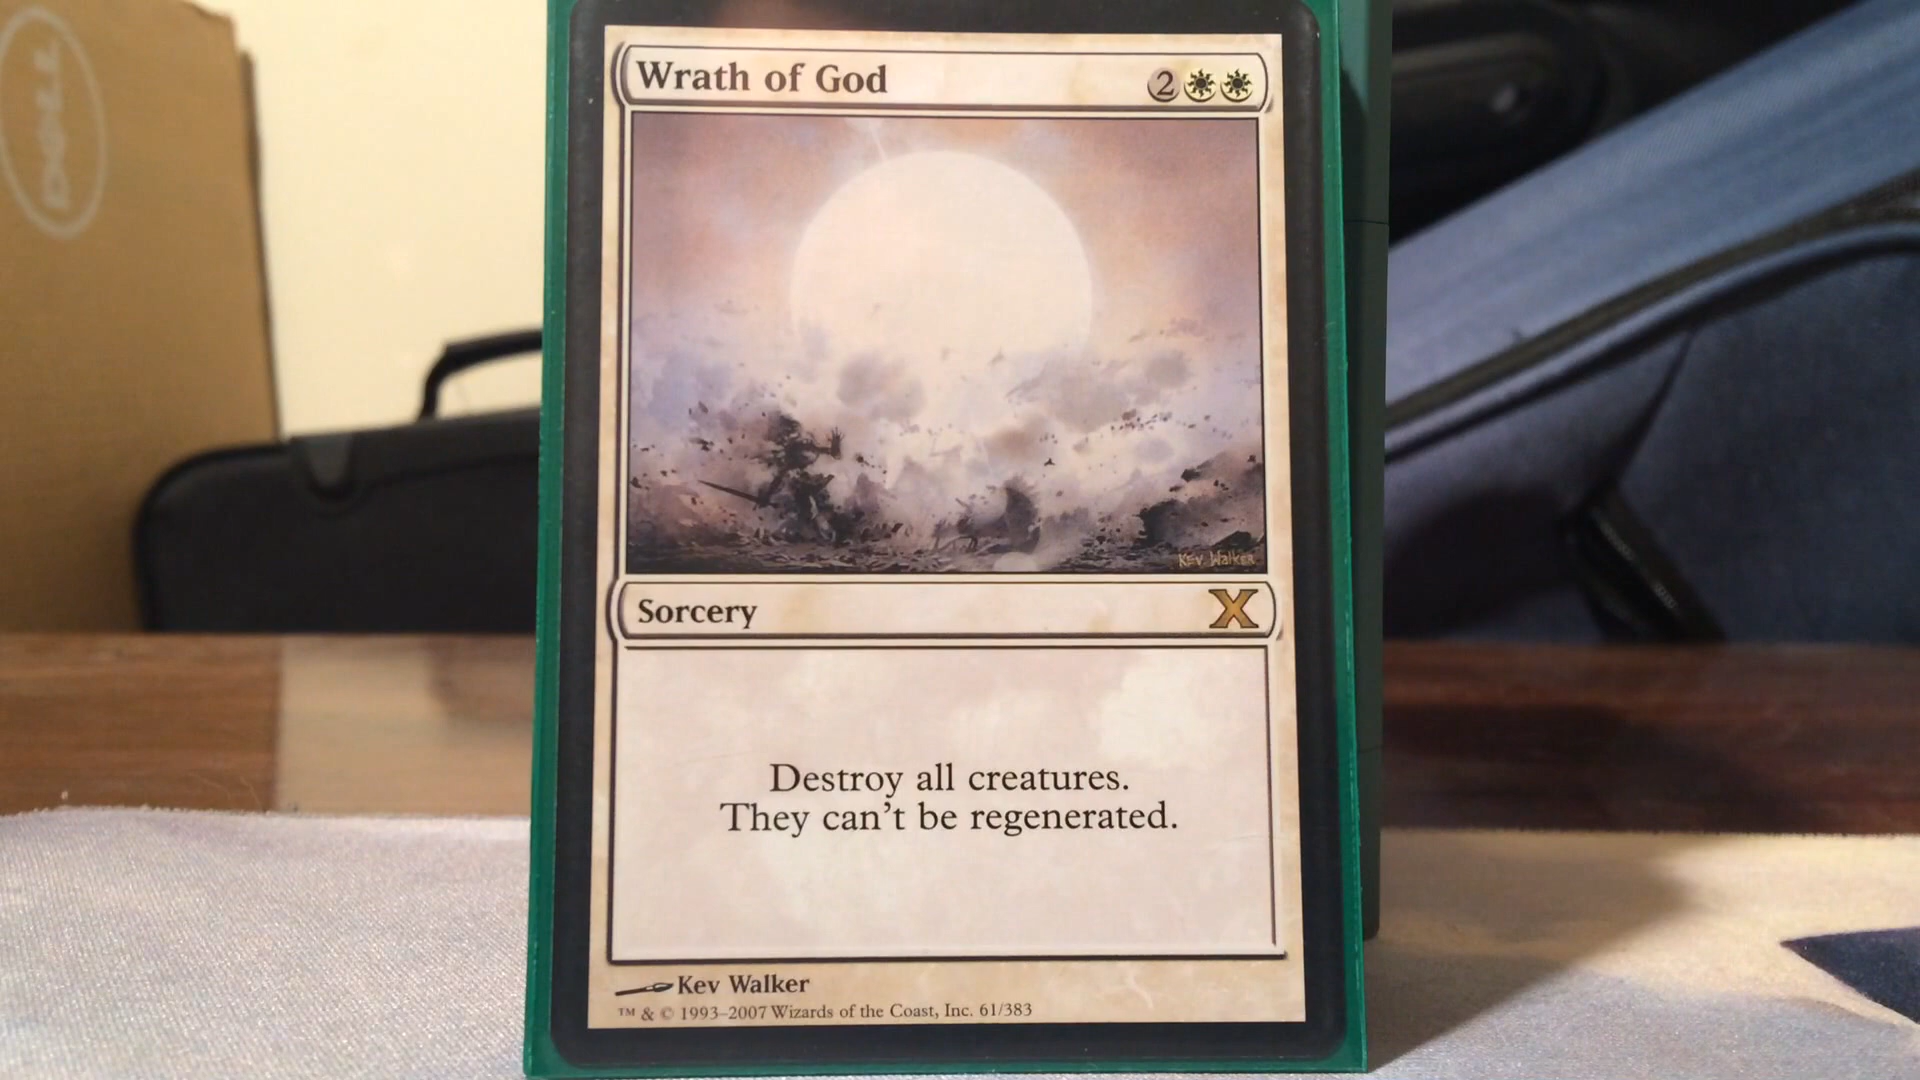 DELL
Wrath of God 2
Kev Walker
Sorcery X
Destroy all creatures.
They can't be regenerated.
Kev Walker
™ & © 1993–2007 Wizards of the Coast, Inc. 61/383